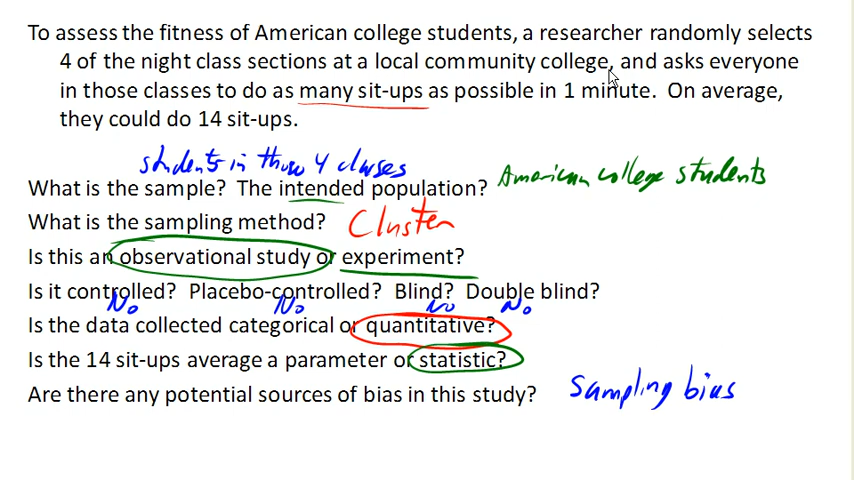 To assess the fitness of American college students, a researcher randomly selects
4 of the night class sections at a local community college, and asks everyone
in those classes to do as many sit-ups as possible in 1 minute. On average,
they could do 14 sit-ups.
students in those 4 classes
What is the sample? The intended population? American college students
What is the sampling method? Cluster
Is this an observational study or experiment?
Is it controlled? Placebo-controlled? Blind? Double blind?
No No No No
Is the data collected categorical or quantitative?
Is the 14 sit-ups average a parameter or statistic?
Are there any potential sources of bias in this study? Sampling bias